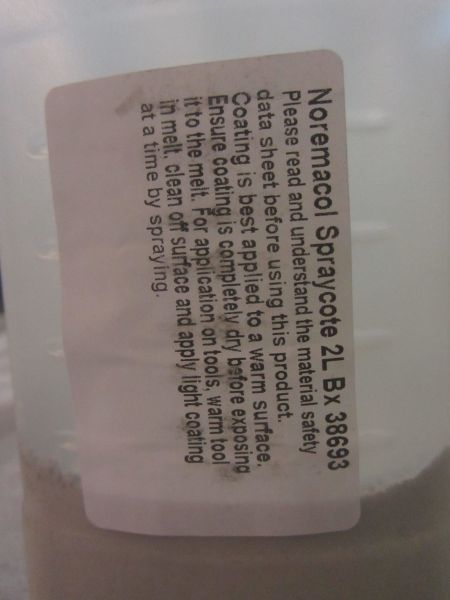 Noremacol Spraycote 2L Bx 38693
Please read and understand the material safety
data sheet before using this product.
Coating is best applied to a warm surface.
Ensure coating is completely dry before exposing
it to the melt. For application on tools, warm tool
in melt, clean off surface and apply light coating
at a time by spraying.